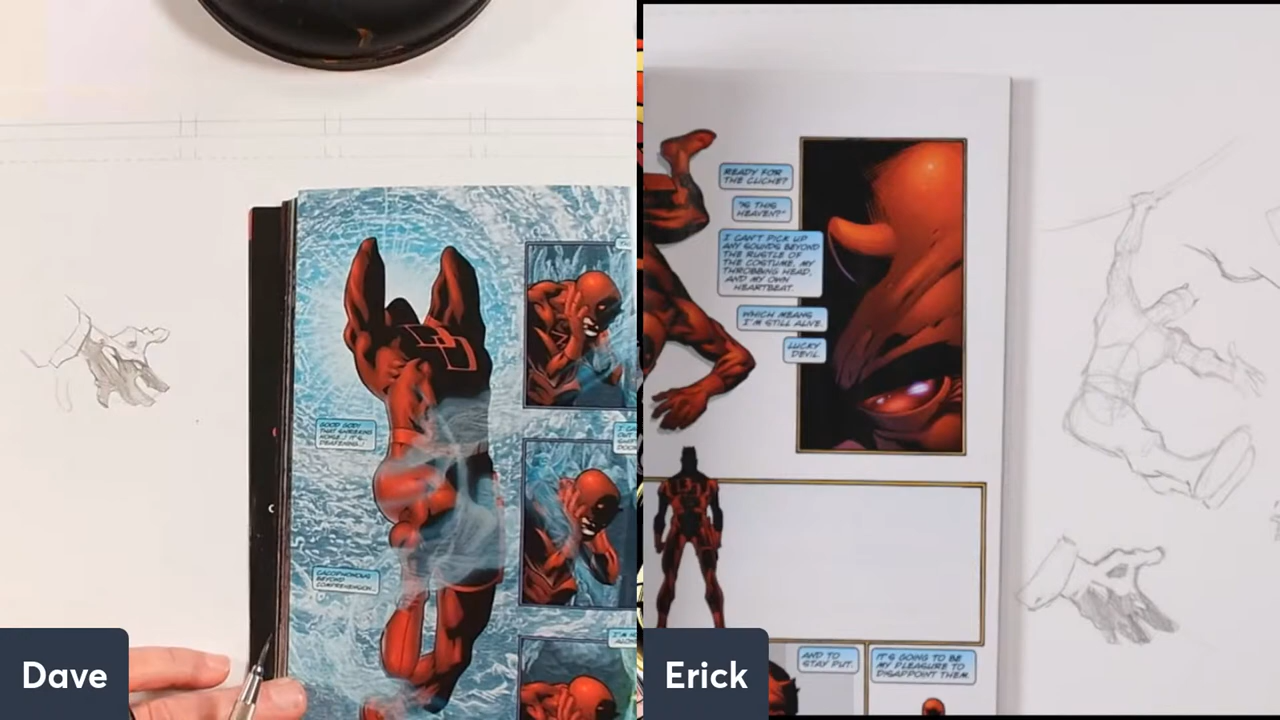 GOOD GOD!
THAT SHRIEKING
NOISE...! IT'S
DEAFENING..!
CACOPHONOUS
BEYOND
COMPREHENSION...
Dave
READY FOR
THE CLICHE?
"IS THIS
HEAVEN?"
I CAN'T PICK UP
ANY SOUNDS BEYOND
THE RUSTLE OF
THE COSTUME, MY
THROBBING HEAD,
AND MY OWN
HEARTBEAT.
WHICH MEANS
I'M STILL ALIVE.
LUCKY
DEVIL.
AND TO
STAY PUT.
IT'S GOING TO BE
MY PLEASURE TO
DISAPPOINT THEM.
Erick